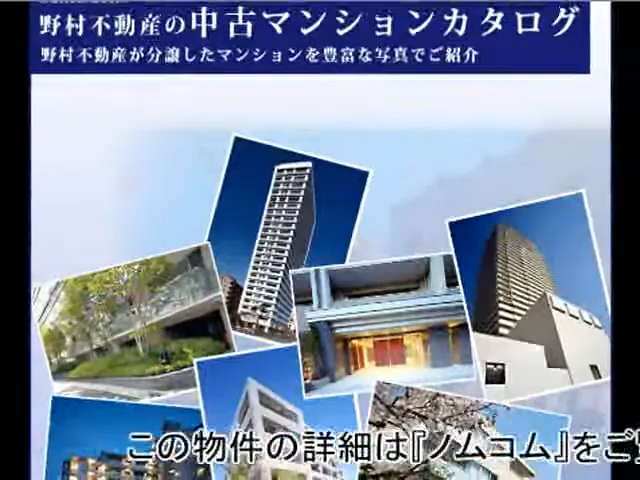 野村不動産の中古マンションカタログ
野村不動産が分譲したマンションを豊富な写真でご紹介
この物件の詳細は『ノムコム』をご